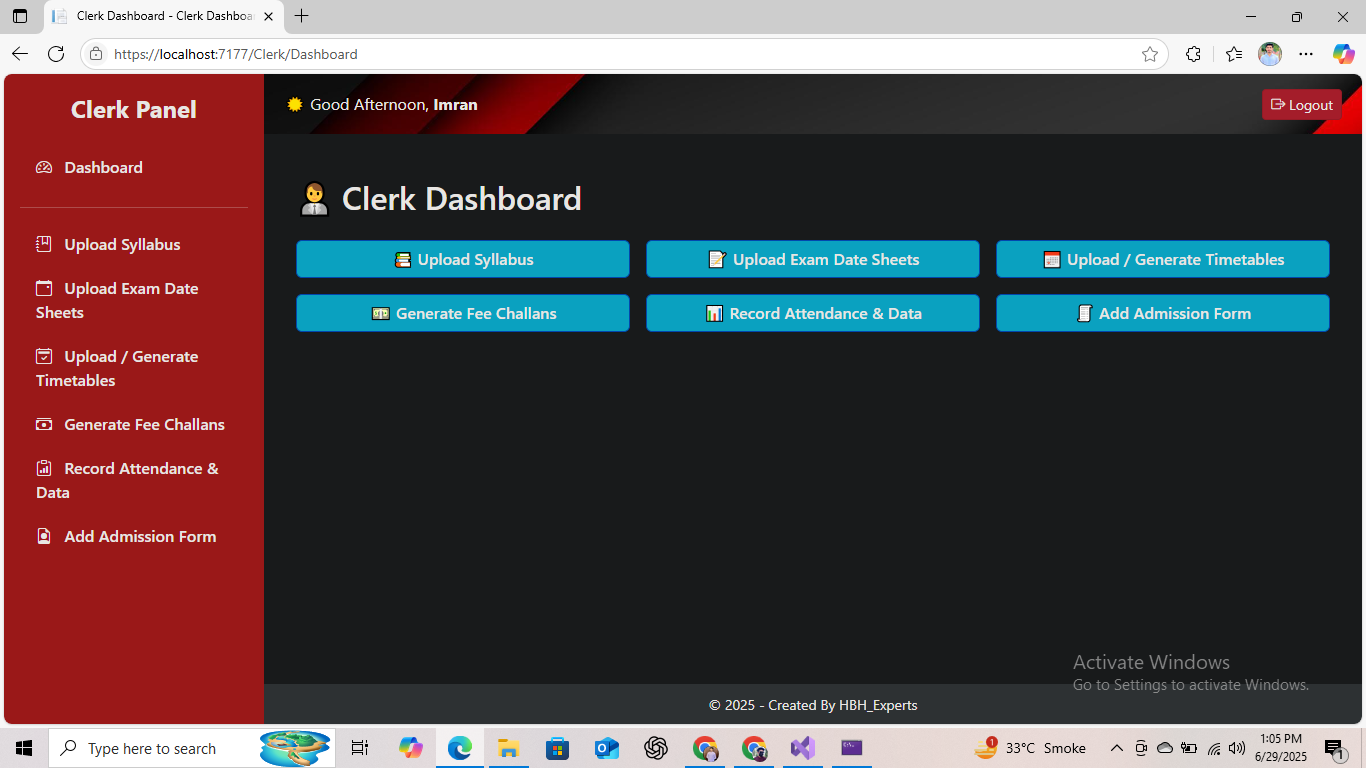 Clerk Dashboard - Clerk Dashboa
https://localhost:7177/Clerk/Dashboard
Clerk Panel
Good Afternoon, Imran
Logout
Dashboard
Upload Syllabus
Upload Exam Date
Sheets
Upload / Generate
Timetables
Generate Fee Challans
Record Attendance &
Data
Add Admission Form
Clerk Dashboard
Upload Syllabus
Upload Exam Date Sheets
Upload / Generate Timetables
Generate Fee Challans
Record Attendance & Data
Add Admission Form
Activate Windows
Go to Settings to activate Windows.
© 2025 - Created By HBH_Experts
Type here to search
1
33°C Smoke
1:05 PM
6/29/2025
1